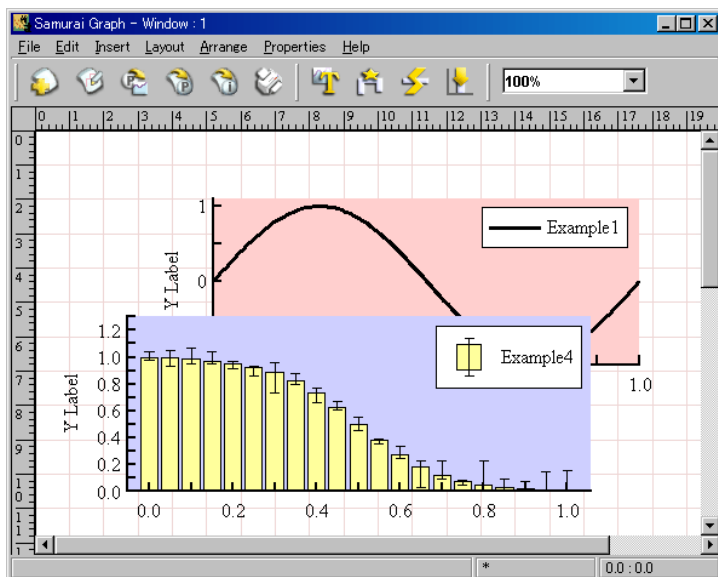 Samurai Graph - Window : 1
File Edit Insert Layout Arrange Properties Help
100%
0 1 2 3 4 5 6 7 8 9 10 11 12 13 14 15 16 17 18 19
0
1
2
3
4
5
6
7
8
9
10
11
1
0
Y Label
Example1
1.0
1.2
1.0
0.8
0.6
0.4
0.2
0.0
Y Label
Example4
0.0 0.2 0.4 0.6 0.8 1.0
* 0.0 : 0.0